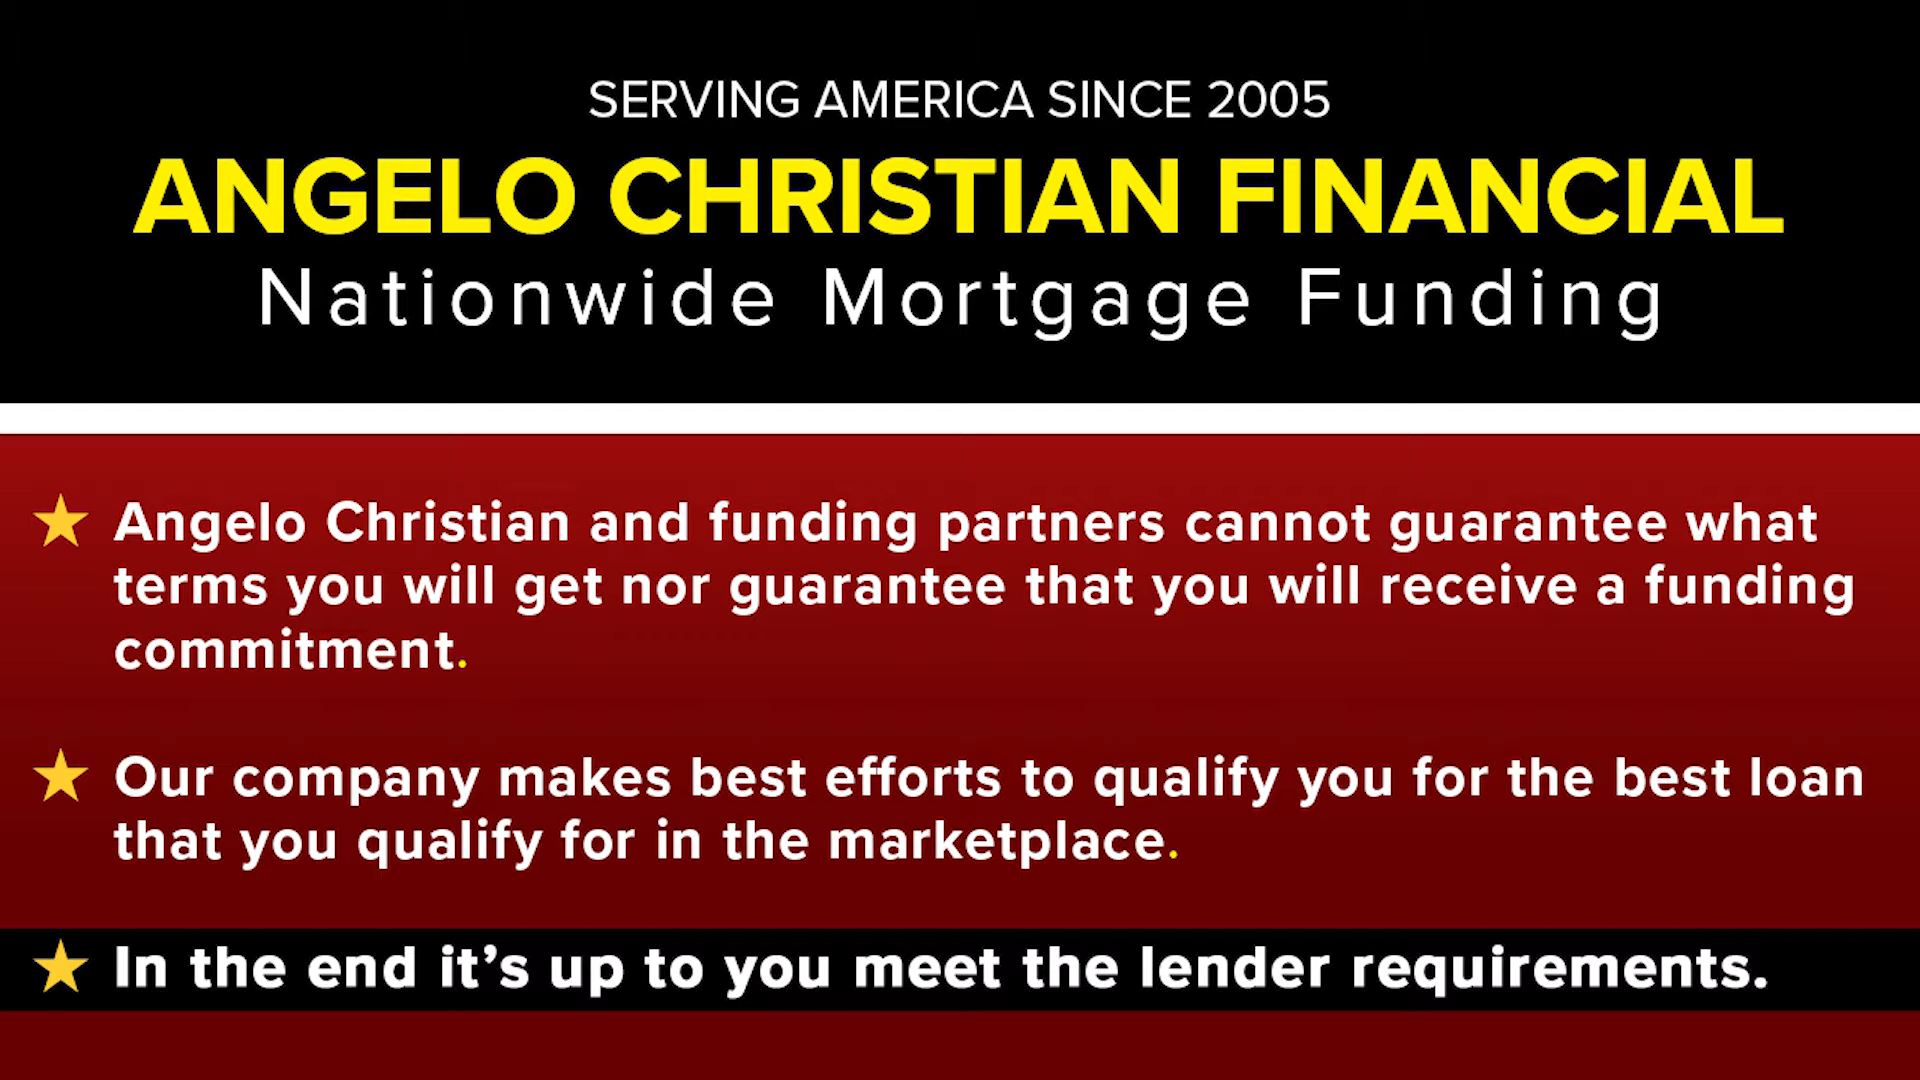 SERVING AMERICA SINCE 2005
ANGELO CHRISTIAN FINANCIAL
Nationwide Mortgage Funding
Angelo Christian and funding partners cannot guarantee what
terms you will get nor guarantee that you will receive a funding
commitment.
Our company makes best efforts to qualify you for the best loan
that you qualify for in the marketplace.
In the end it’s up to you meet the lender requirements.